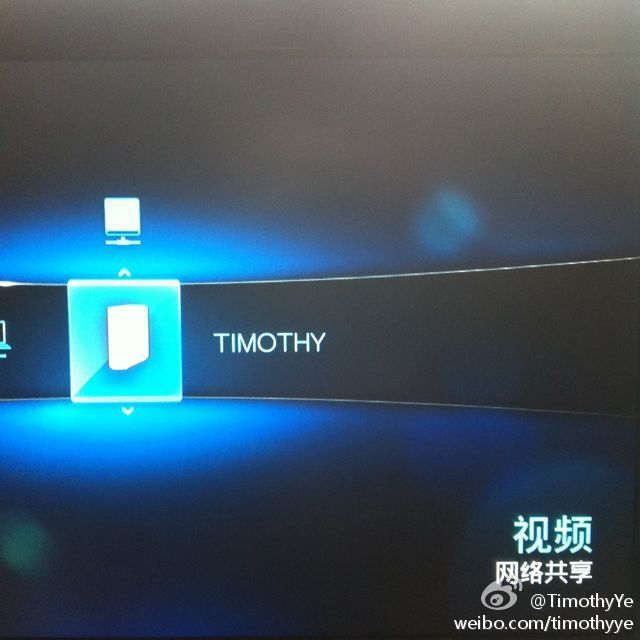 TIMOTHY
视频
网络共享
@TimothyYe
weibo.com/timothyye